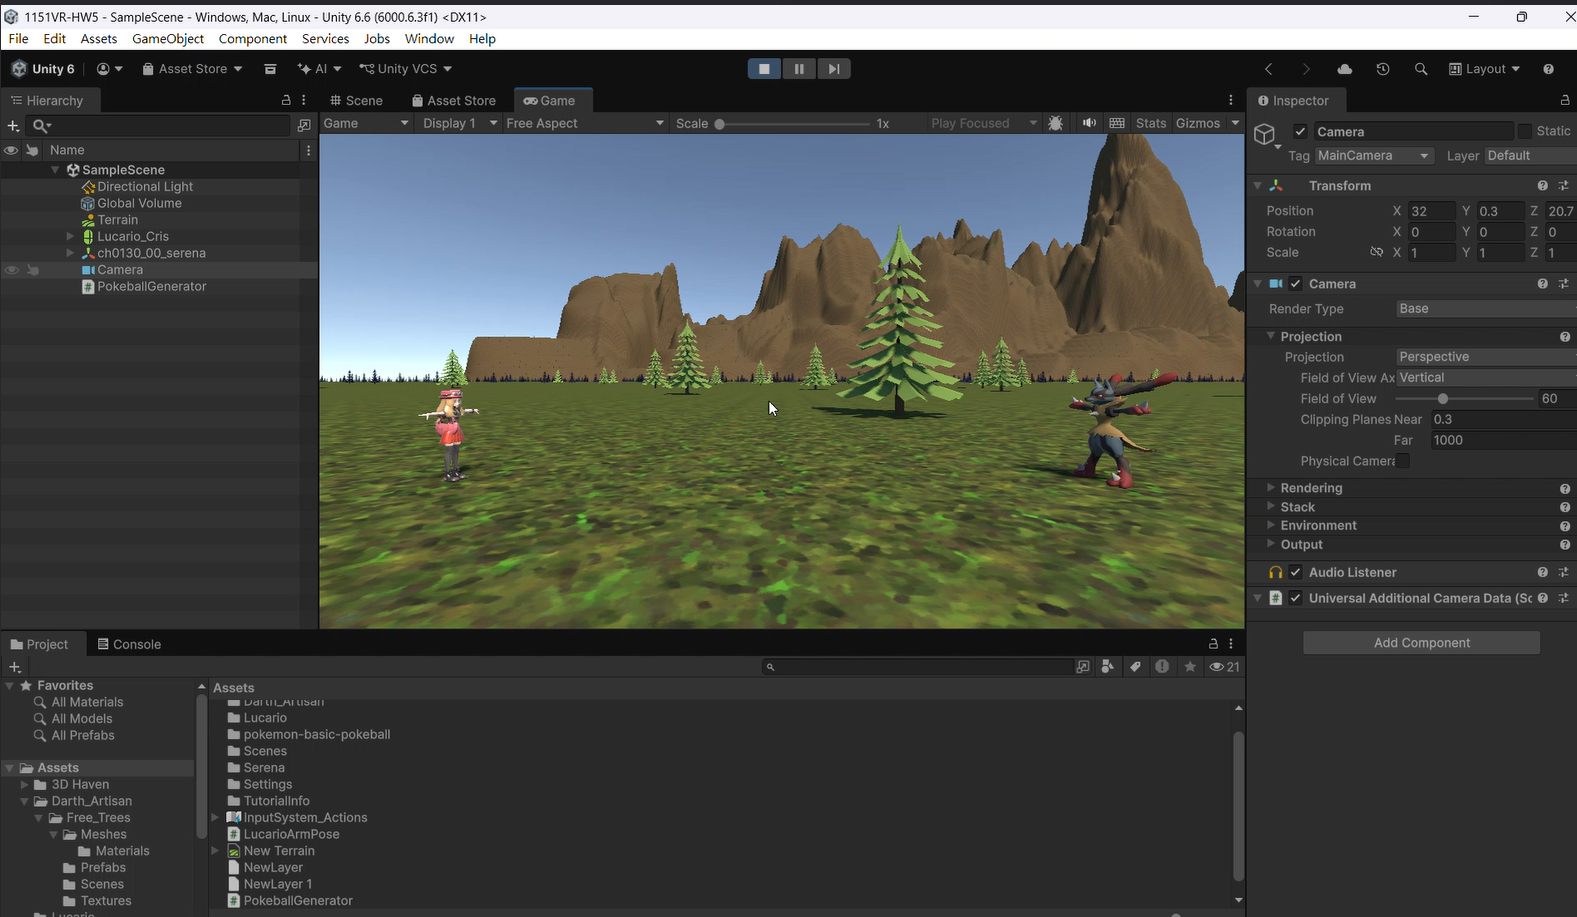 1151VR-HW5 - SampleScene - Windows, Mac, Linux - Unity 6.6 (6000.6.3f1) <DX11>
File Edit Assets GameObject Component Services Jobs Window Help
Unity 6 Asset Store AI Unity VCS Layout
Hierarchy
Scene Asset Store Game
Game Display 1 Free Aspect Scale 1x Play Focused Stats Gizmos
Name
SampleScene
Directional Light
Global Volume
Terrain
Lucario_Cris
ch0130_00_serena
Camera
PokeballGenerator
Inspector
Camera Static
Tag MainCamera Layer Default
Transform
Position X 32 Y 0.3 Z 20.7
Rotation X 0 Y 0 Z 0
Scale X 1 Y 1 Z 1
Camera
Render Type Base
Projection
Projection Perspective
Field of View Ax Vertical
Field of View 60
Clipping Planes Near 0.3
Far 1000
Physical Camera
Rendering
Stack
Environment
Output
Audio Listener
Universal Additional Camera Data (Sc
Add Component
Project Console
21
Favorites
All Materials
All Models
All Prefabs
Assets
3D Haven
Darth_Artisan
Free_Trees
Meshes
Materials
Prefabs
Scenes
Textures
Lucario
Assets
Darth_Artisan
Lucario
pokemon-basic-pokeball
Scenes
Serena
Settings
TutorialInfo
InputSystem_Actions
LucarioArmPose
New Terrain
NewLayer
NewLayer 1
PokeballGenerator